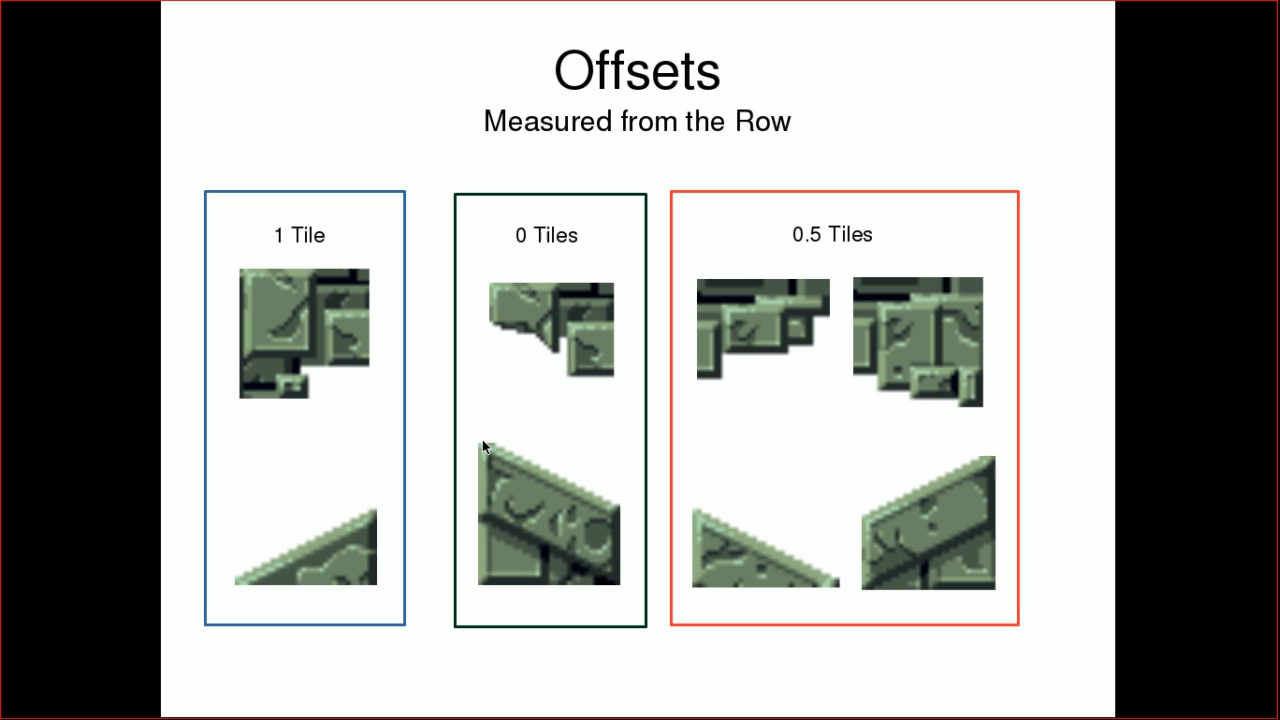 Offsets
Measured from the Row
1 Tile
0 Tiles
0.5 Tiles